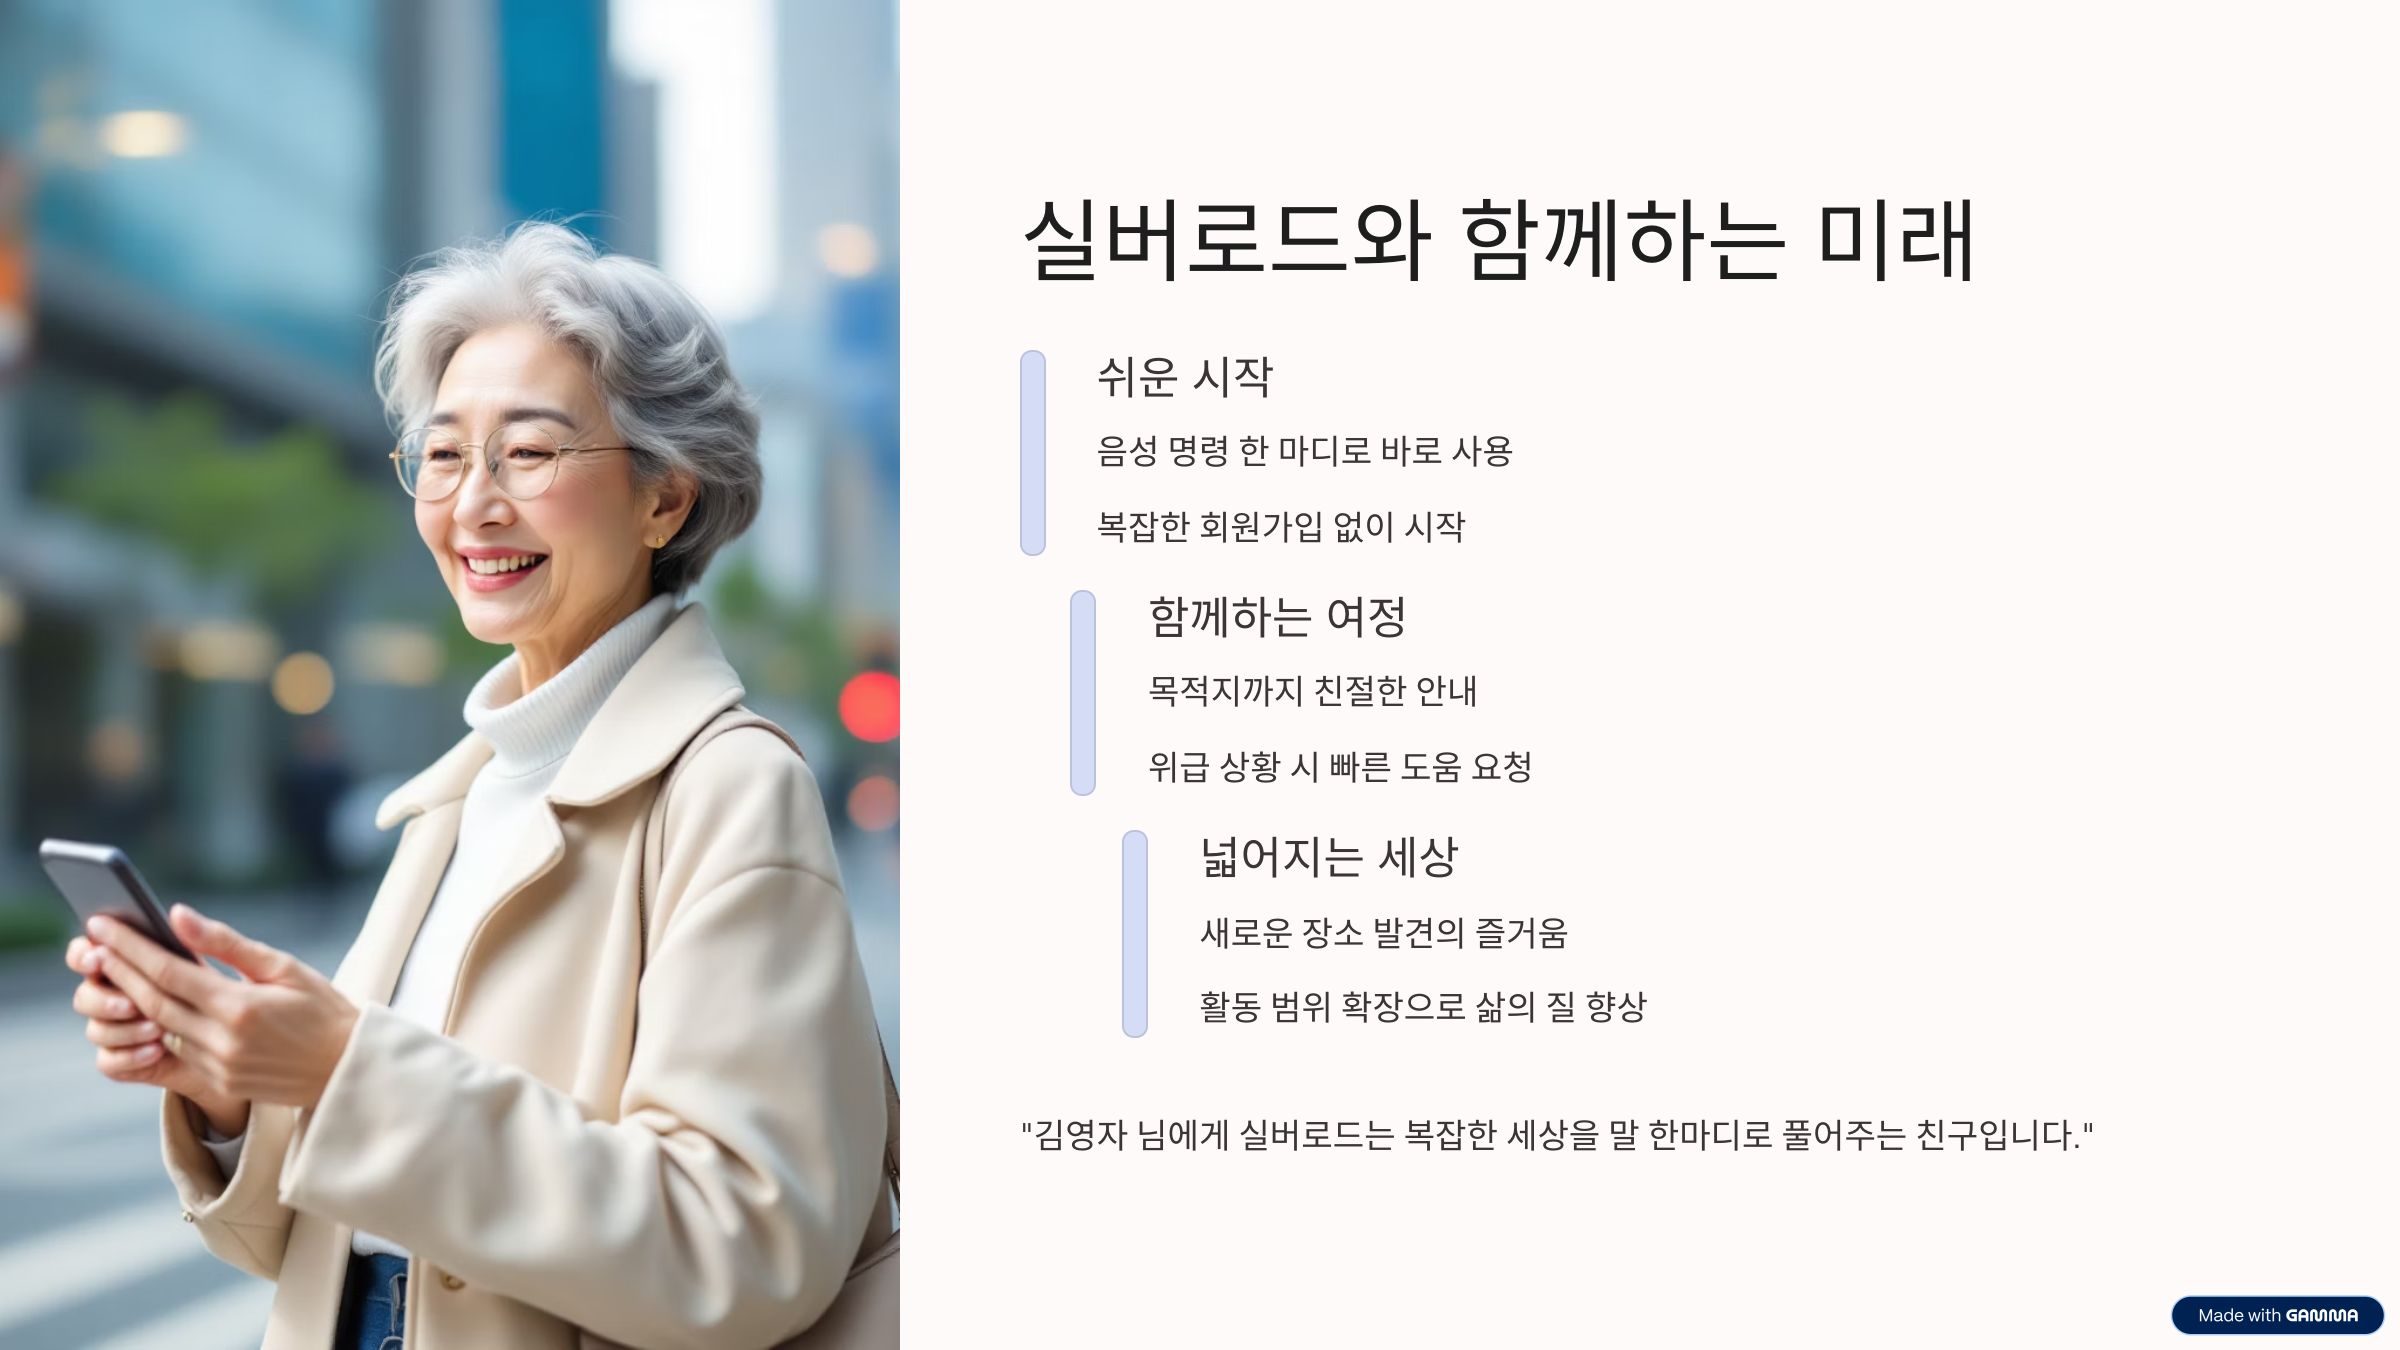 실버로드와 함께하는 미래
쉬운 시작
음성 명령 한 마디로 바로 사용
복잡한 회원가입 없이 시작
함께하는 여정
목적지까지 친절한 안내
위급 상황 시 빠른 도움 요청
넓어지는 세상
새로운 장소 발견의 즐거움
활동 범위 확장으로 삶의 질 향상
"김영자 님에게 실버로드는 복잡한 세상을 말 한마디로 풀어주는 친구입니다."
Made with GAMMA